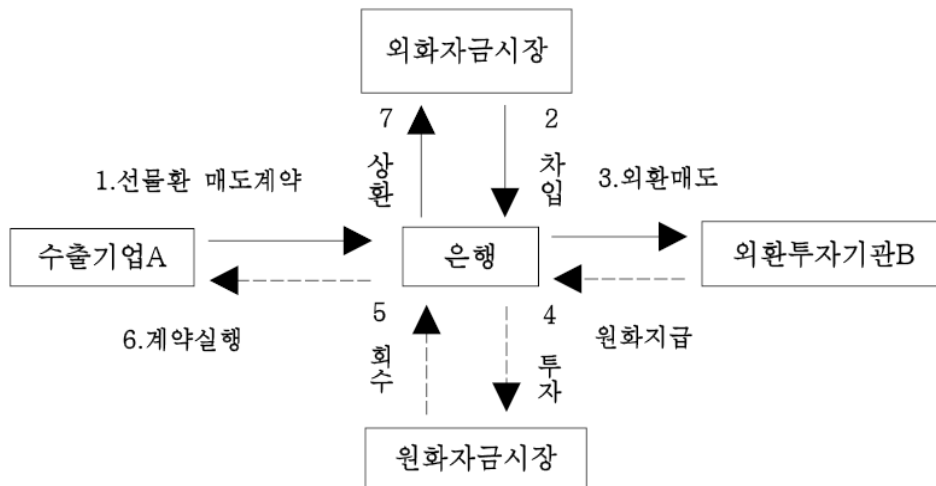 외화자금시장
7
상환
2
차입
1.선물환 매도계약
3.외환매도
수출기업A
은행
외환투자기관B
6.계약실행
5
회수
4
투자
원화지급
원화자금시장